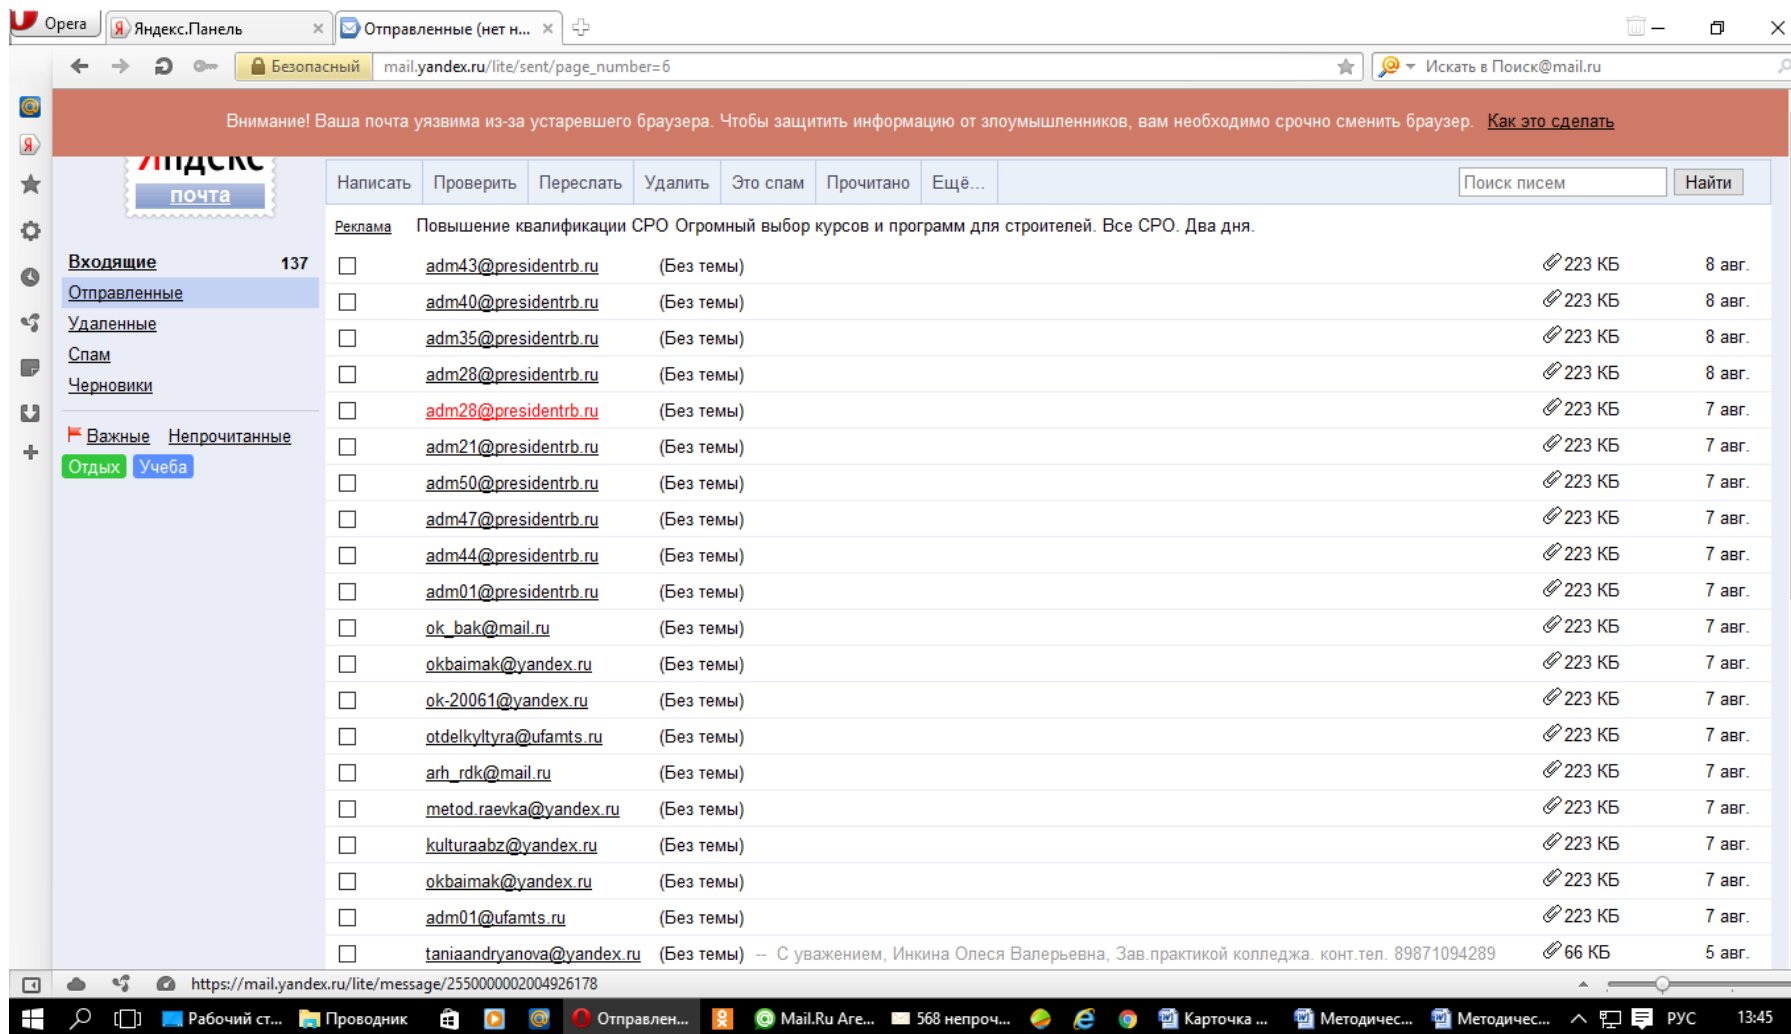 Opera
Яндекс.Панель
Отправленные (нет н...
Безопасный
mail.yandex.ru/lite/sent/page_number=6
Искать в Поиск@mail.ru
Внимание! Ваша почта уязвима из-за устаревшего браузера. Чтобы защитить информацию от злоумышленников, вам необходимо срочно сменить браузер. Как это сделать
Яндекс
почта
Написать Проверить Переслать Удалить Это спам Прочитано Ещё...
Поиск писем Найти
Реклама Повышение квалификации СРО Огромный выбор курсов и программ для строителей. Все СРО. Два дня.
Входящие 137
Отправленные
Удаленные
Спам
Черновики
Важные Непрочитанные
Отдых Учеба
adm43@presidentrb.ru (Без темы) 223 КБ 8 авг.
adm40@presidentrb.ru (Без темы) 223 КБ 8 авг.
adm35@presidentrb.ru (Без темы) 223 КБ 8 авг.
adm28@presidentrb.ru (Без темы) 223 КБ 8 авг.
adm28@presidentrb.ru (Без темы) 223 КБ 7 авг.
adm21@presidentrb.ru (Без темы) 223 КБ 7 авг.
adm50@presidentrb.ru (Без темы) 223 КБ 7 авг.
adm47@presidentrb.ru (Без темы) 223 КБ 7 авг.
adm44@presidentrb.ru (Без темы) 223 КБ 7 авг.
adm01@presidentrb.ru (Без темы) 223 КБ 7 авг.
ok_bak@mail.ru (Без темы) 223 КБ 7 авг.
okbaimak@yandex.ru (Без темы) 223 КБ 7 авг.
ok-20061@yandex.ru (Без темы) 223 КБ 7 авг.
otdelkyltyra@ufamts.ru (Без темы) 223 КБ 7 авг.
arh_rdk@mail.ru (Без темы) 223 КБ 7 авг.
metod.raevka@yandex.ru (Без темы) 223 КБ 7 авг.
kulturaabz@yandex.ru (Без темы) 223 КБ 7 авг.
okbaimak@yandex.ru (Без темы) 223 КБ 7 авг.
adm01@ufamts.ru (Без темы) 223 КБ 7 авг.
taniaandryanova@yandex.ru (Без темы) -- С уважением, Инкина Олеся Валерьевна, Зав.практикой колледжа. конт.тел. 89871094289 66 КБ 5 авг.
https://mail.yandex.ru/lite/message/2550000002004926178
Рабочий ст... Проводник Отправлен... Mail.Ru Аге... 568 непроч... Карточка ... Методичес... Методичес... РУС 13:45